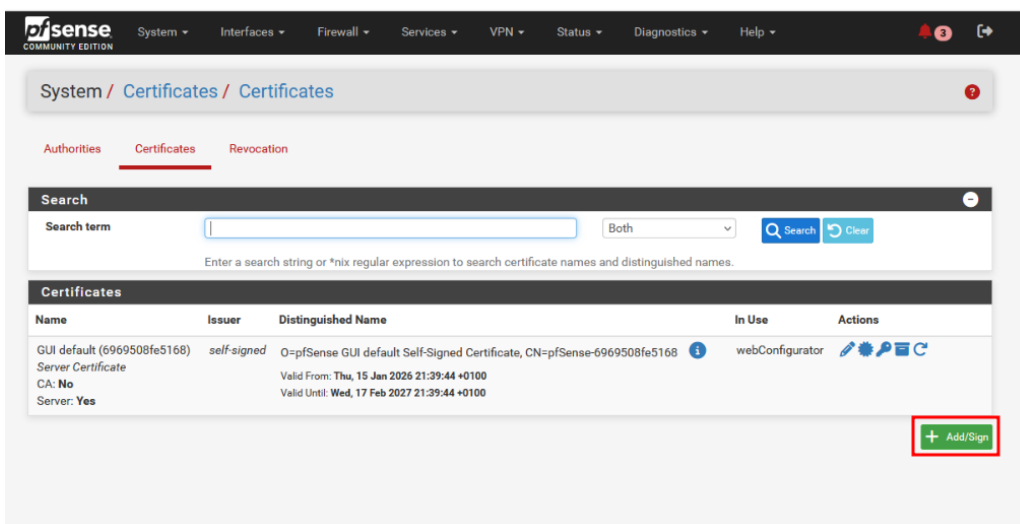 pfsense
COMMUNITY EDITION
System Interfaces Firewall Services VPN Status Diagnostics Help 3
System / Certificates / Certificates ?
Authorities Certificates Revocation
Search
Search term Both Search Clear
Enter a search string or *nix regular expression to search certificate names and distinguished names.
Certificates
Name Issuer Distinguished Name In Use Actions
GUI default (6969508fe5168) self-signed O=pfSense GUI default Self-Signed Certificate, CN=pfSense-6969508fe5168 i webConfigurator
Server Certificate
CA: No
Server: Yes
Valid From: Thu, 15 Jan 2026 21:39:44 +0100
Valid Until: Wed, 17 Feb 2027 21:39:44 +0100
+ Add/Sign